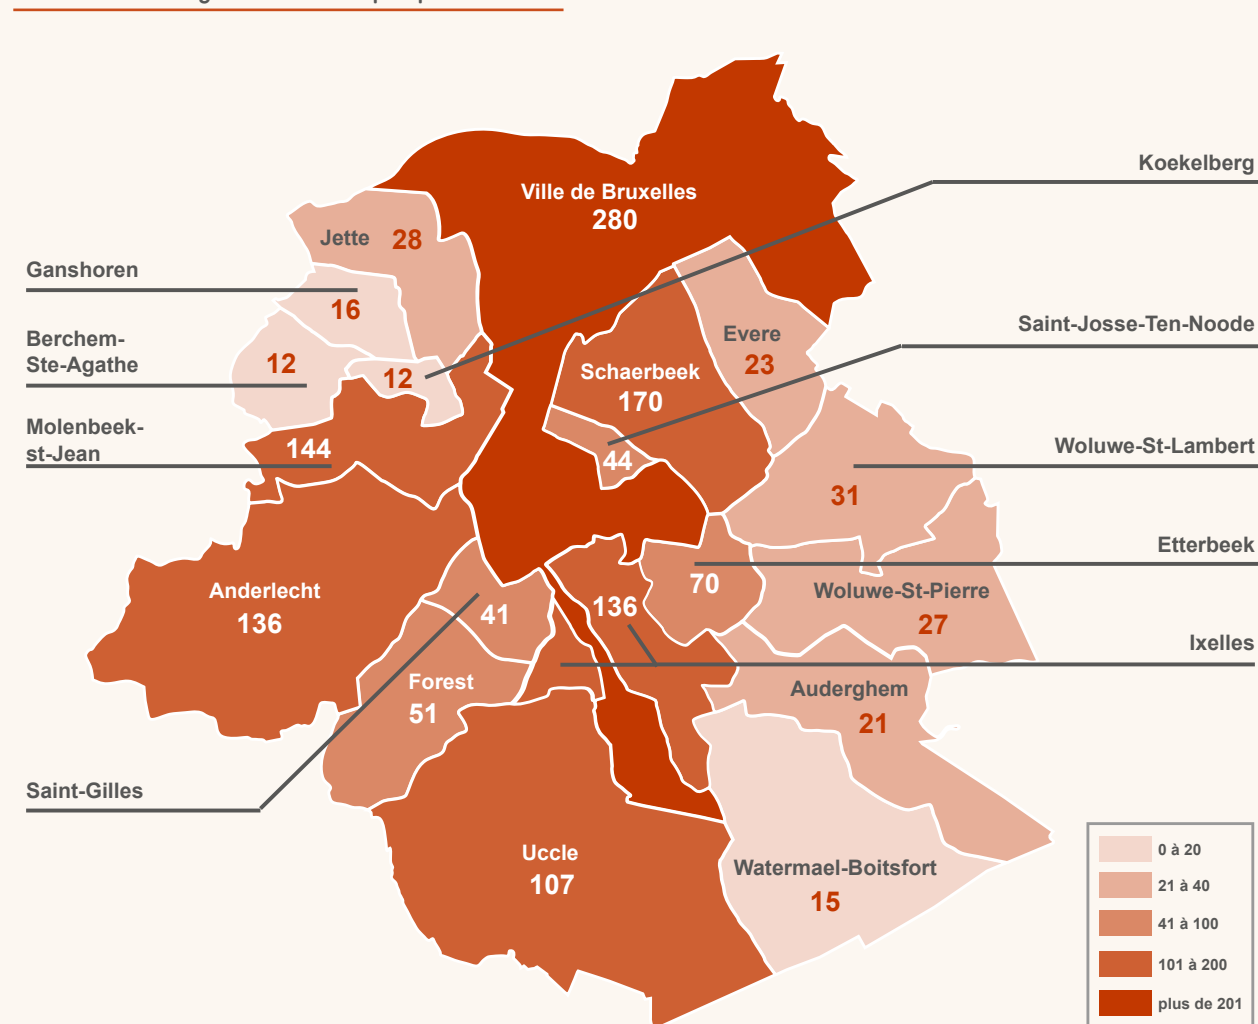 Koekelberg
Ville de Bruxelles
280
Jette 28
Ganshoren
16
Saint-Josse-Ten-Noode
Evere
23
Berchem-
Ste-Agathe
12
12
Schaerbeek
170
Molenbeek-
st-Jean
144
44
Woluwe-St-Lambert
31
Etterbeek
70
Anderlecht
136
Woluwe-St-Pierre
27
41
136
Ixelles
Forest
51
Auderghem
21
Saint-Gilles
Uccle
107
Watermael-Boitsfort
15
0 à 20
21 à 40
41 à 100
101 à 200
plus de 201